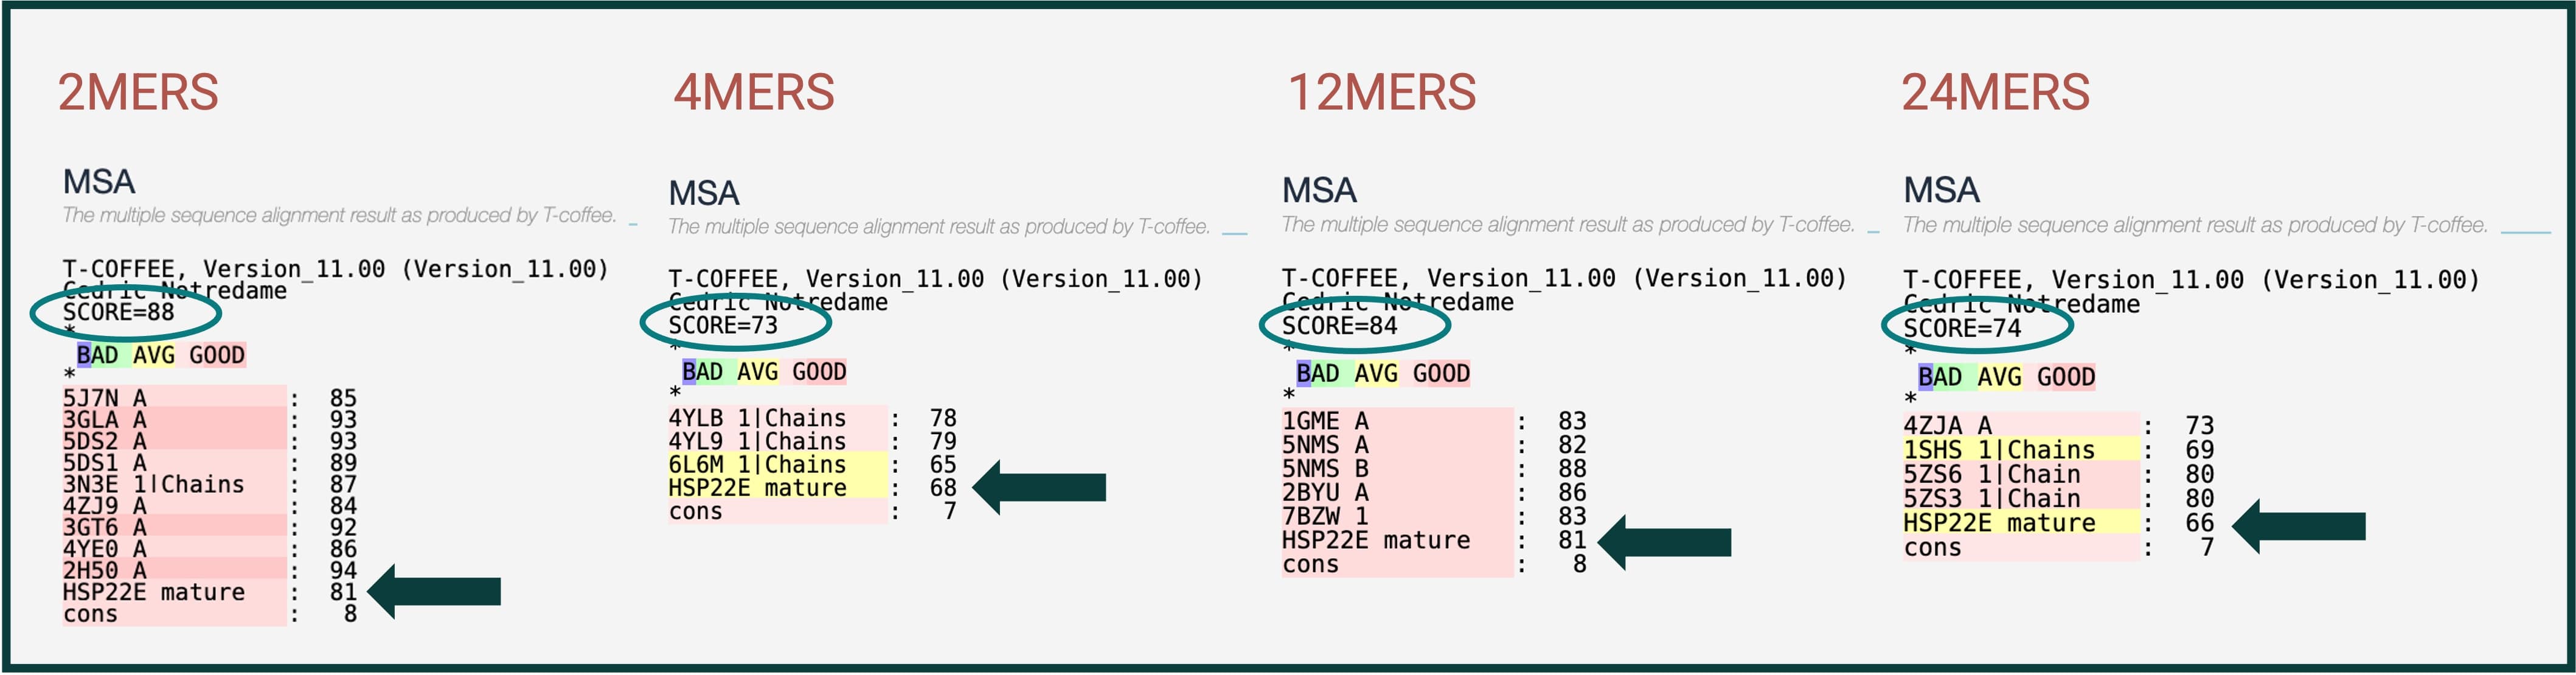 2MERS
MSA
The multiple sequence alignment result as produced by T-coffee.
T-COFFEE, Version_11.00 (Version_11.00)
Cedric Notredame
SCORE=88
*
BAD AVG GOOD
*
5J7N A : 85
3GLA A : 93
5DS2 A : 93
5DS1 A : 89
3N3E 1|Chains : 87
4ZJ9 A : 84
3GT6 A : 92
4YE0 A : 86
2H50 A : 94
HSP22E mature : 81
cons : 8
4MERS
MSA
The multiple sequence alignment result as produced by T-coffee.
T-COFFEE, Version_11.00 (Version_11.00)
Cedric Notredame
SCORE=73
*
BAD AVG GOOD
*
4YLB 1|Chains : 78
4YL9 1|Chains : 79
6L6M 1|Chains : 65
HSP22E mature : 68
cons : 7
12MERS
MSA
The multiple sequence alignment result as produced by T-coffee.
T-COFFEE, Version_11.00 (Version_11.00)
Cedric Notredame
SCORE=84
*
BAD AVG GOOD
*
1GME A : 83
5NMS A : 82
5NMS B : 88
2BYU A : 86
7BZW 1 : 83
HSP22E mature : 81
cons : 8
24MERS
MSA
The multiple sequence alignment result as produced by T-coffee.
T-COFFEE, Version_11.00 (Version_11.00)
Cedric Notredame
SCORE=74
*
BAD AVG GOOD
*
4ZJA A : 73
1SHS 1|Chains : 69
5ZS6 1|Chain : 80
5ZS3 1|Chain : 80
HSP22E mature : 66
cons : 7